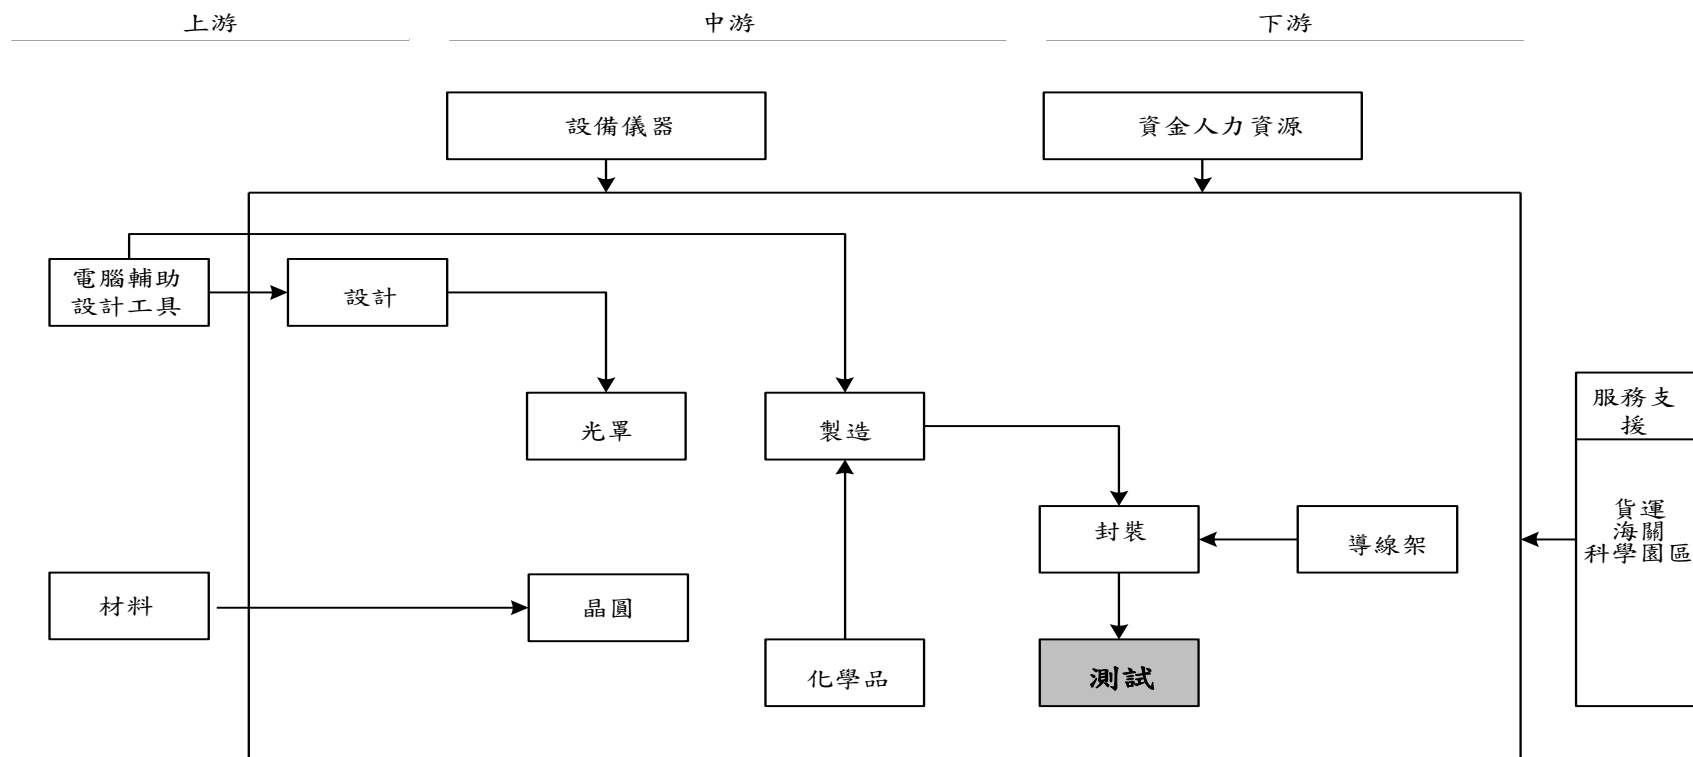 上游
中游
下游
設備儀器
資金人力資源
電腦輔助
設計工具
設計
光罩
製造
服務支
援
封裝
導線架
貨運
海關
科學園區
材料
晶圓
化學品
測試